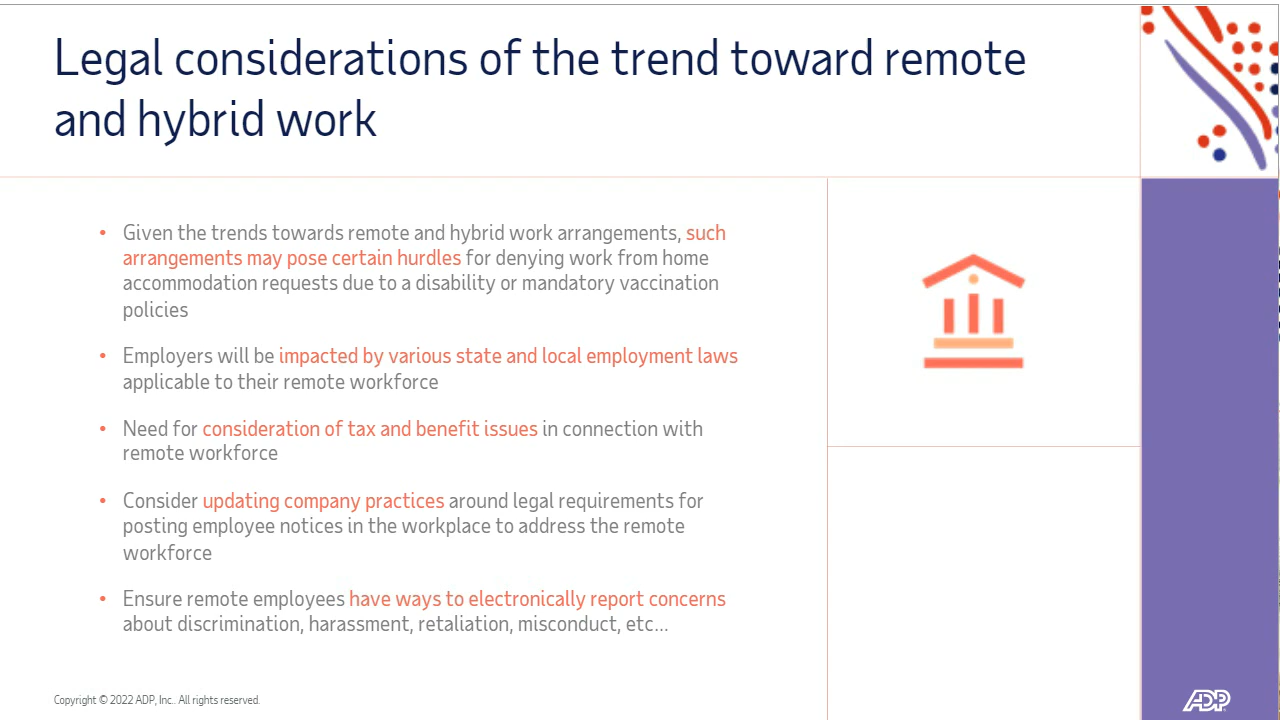 Legal considerations of the trend toward remote
and hybrid work
• Given the trends towards remote and hybrid work arrangements, such
arrangements may pose certain hurdles for denying work from home
accommodation requests due to a disability or mandatory vaccination
policies
• Employers will be impacted by various state and local employment laws
applicable to their remote workforce
• Need for consideration of tax and benefit issues in connection with
remote workforce
• Consider updating company practices around legal requirements for
posting employee notices in the workplace to address the remote
workforce
• Ensure remote employees have ways to electronically report concerns
about discrimination, harassment, retaliation, misconduct, etc...
Copyright © 2022 ADP, Inc.. All rights reserved.
ADP